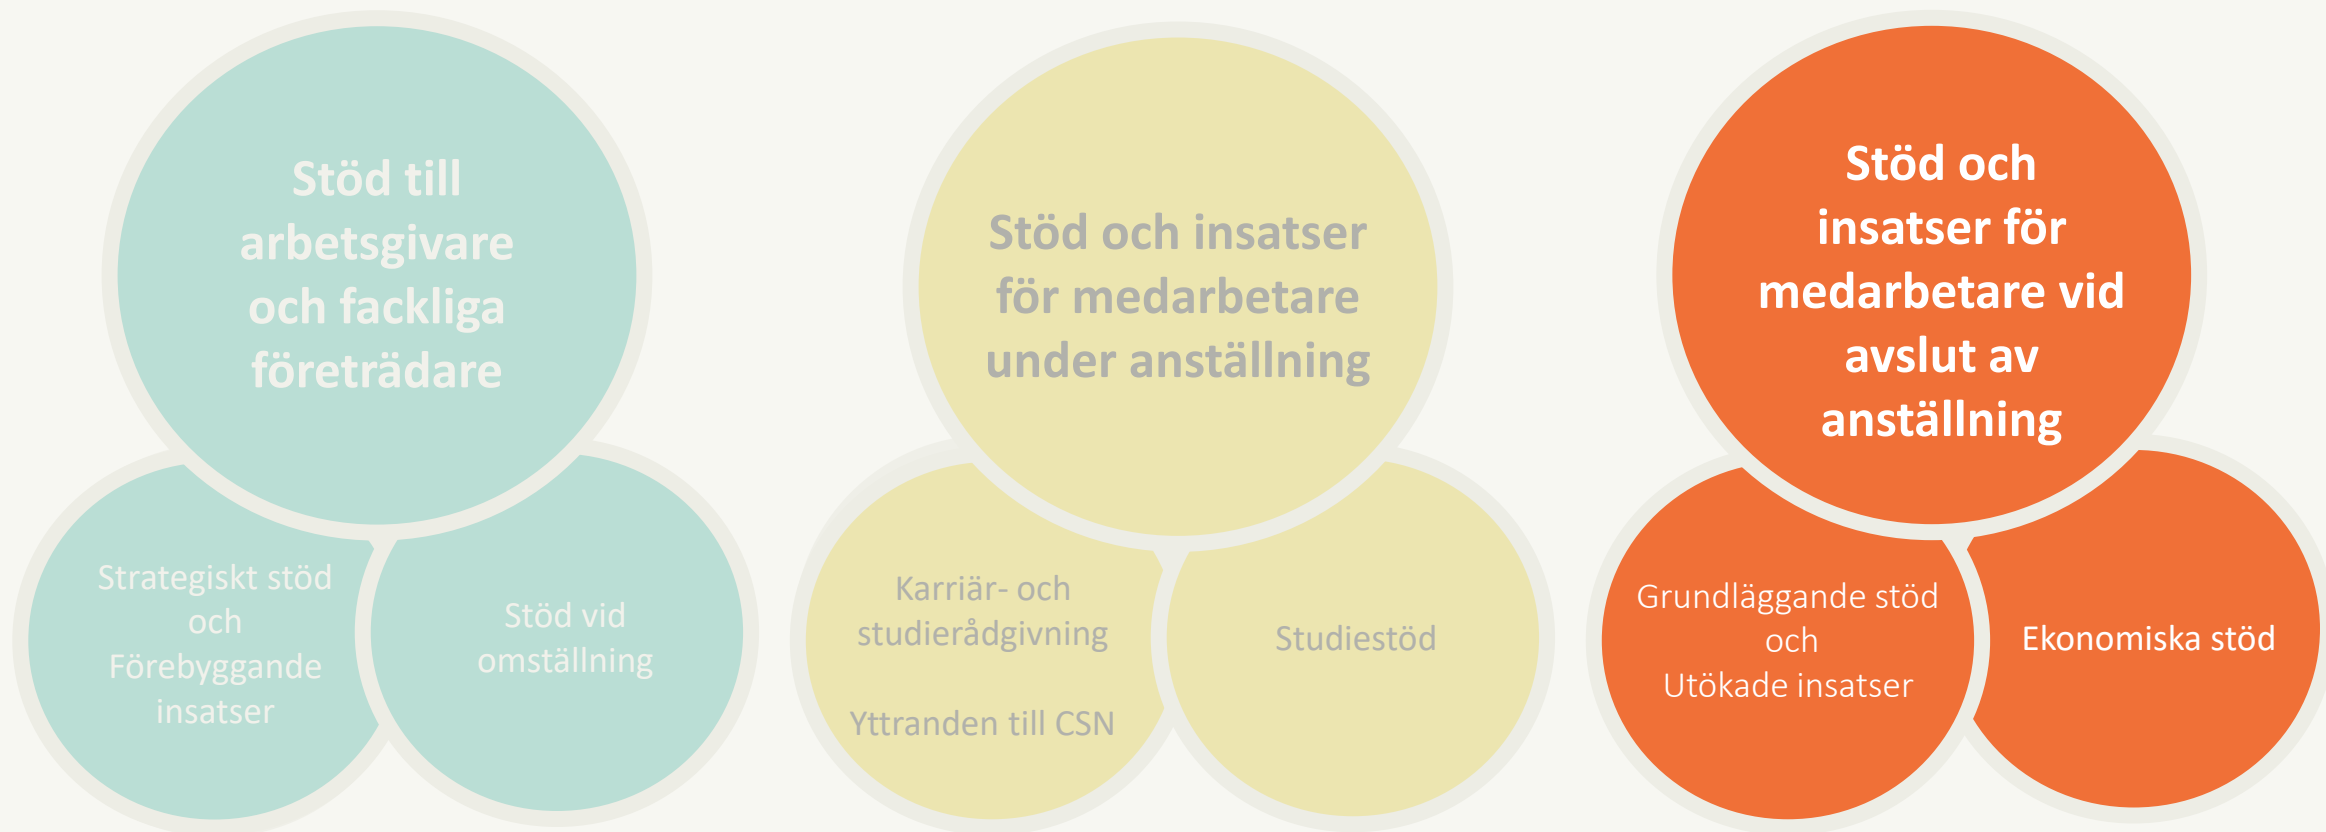 Stöd till
arbetsgivare
och fackliga
företrädare
Strategiskt stöd
och
Förebyggande
insatser
Stöd vid
omställning
Stöd och insatser
för medarbetare
under anställning
Karriär- och
studierådgivning
Yttranden till CSN
Studiestöd
Stöd och
insatser för
medarbetare vid
avslut av
anställning
Grundläggande stöd
och
Utökade insatser
Ekonomiska stöd